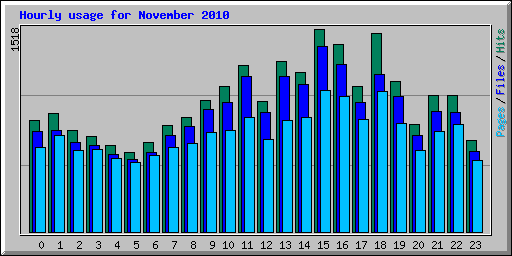 Hourly usage for November 2010
1518
Pages / Files / Hits
0 1 2 3 4 5 6 7 8 9 10 11 12 13 14 15 16 17 18 19 20 21 22 23